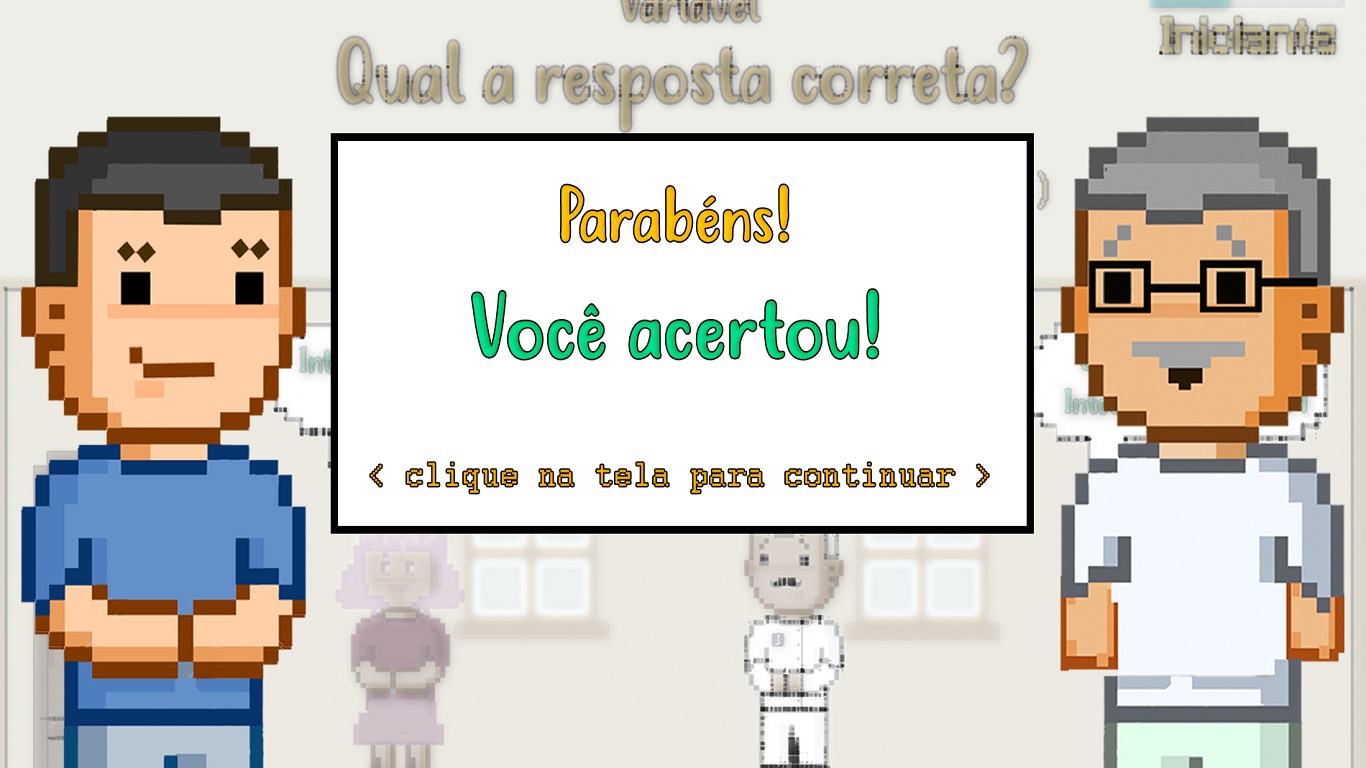 Variável
Iniciante
Qual a resposta correta?
Parabéns!
Você acertou!
< clique na tela para continuar >